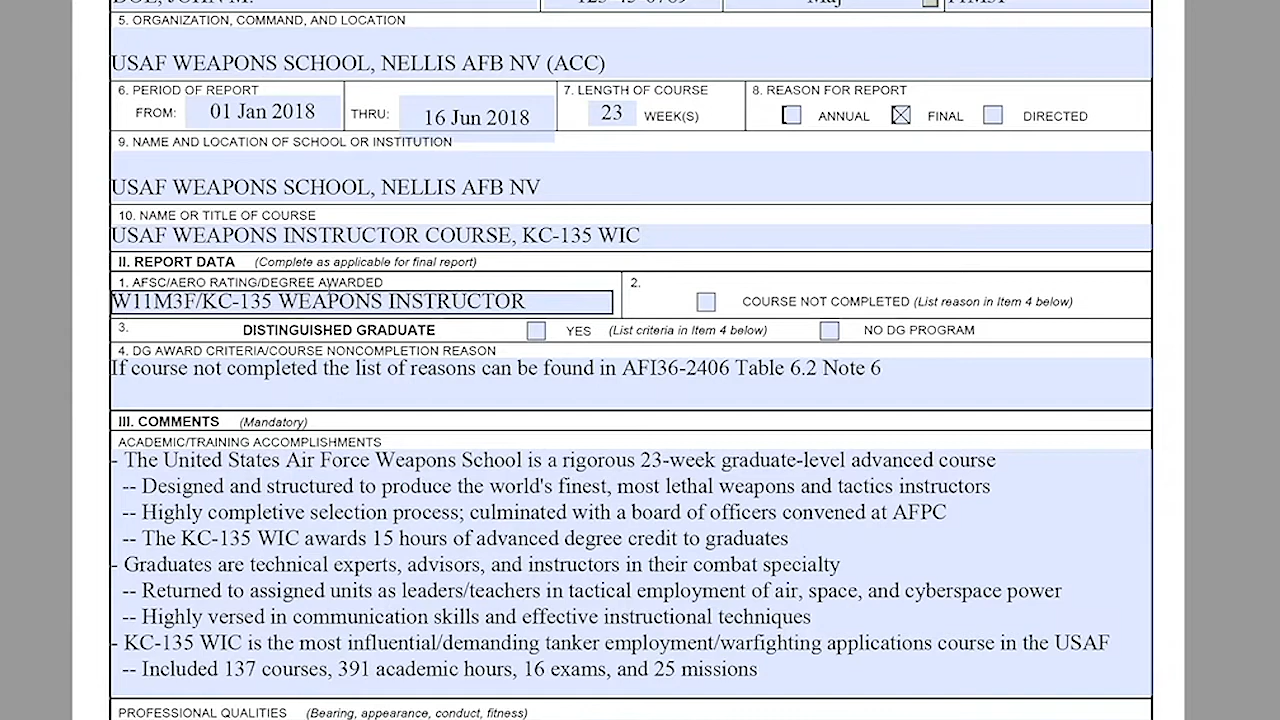 5. ORGANIZATION, COMMAND, AND LOCATION
USAF WEAPONS SCHOOL, NELLIS AFB NV (ACC)
6. PERIOD OF REPORT
FROM: 01 Jan 2018 THRU: 16 Jun 2018
7. LENGTH OF COURSE
23 WEEK(S)
8. REASON FOR REPORT
ANNUAL FINAL DIRECTED
9. NAME AND LOCATION OF SCHOOL OR INSTITUTION
USAF WEAPONS SCHOOL, NELLIS AFB NV
10. NAME OR TITLE OF COURSE
USAF WEAPONS INSTRUCTOR COURSE, KC-135 WIC
II. REPORT DATA (Complete as applicable for final report)
1. AFSC/AERO RATING/DEGREE AWARDED
W11M3F/KC-135 WEAPONS INSTRUCTOR
2.
COURSE NOT COMPLETED (List reason in Item 4 below)
3.
DISTINGUISHED GRADUATE YES (List criteria in Item 4 below) NO DG PROGRAM
4. DG AWARD CRITERIA/COURSE NONCOMPLETION REASON
If course not completed the list of reasons can be found in AFI36-2406 Table 6.2 Note 6
III. COMMENTS (Mandatory)
ACADEMIC/TRAINING ACCOMPLISHMENTS
- The United States Air Force Weapons School is a rigorous 23-week graduate-level advanced course
-- Designed and structured to produce the world's finest, most lethal weapons and tactics instructors
-- Highly completive selection process; culminated with a board of officers convened at AFPC
-- The KC-135 WIC awards 15 hours of advanced degree credit to graduates
- Graduates are technical experts, advisors, and instructors in their combat specialty
-- Returned to assigned units as leaders/teachers in tactical employment of air, space, and cyberspace power
-- Highly versed in communication skills and effective instructional techniques
- KC-135 WIC is the most influential/demanding tanker employment/warfighting applications course in the USAF
-- Included 137 courses, 391 academic hours, 16 exams, and 25 missions
PROFESSIONAL QUALITIES (Bearing, appearance, conduct, fitness)